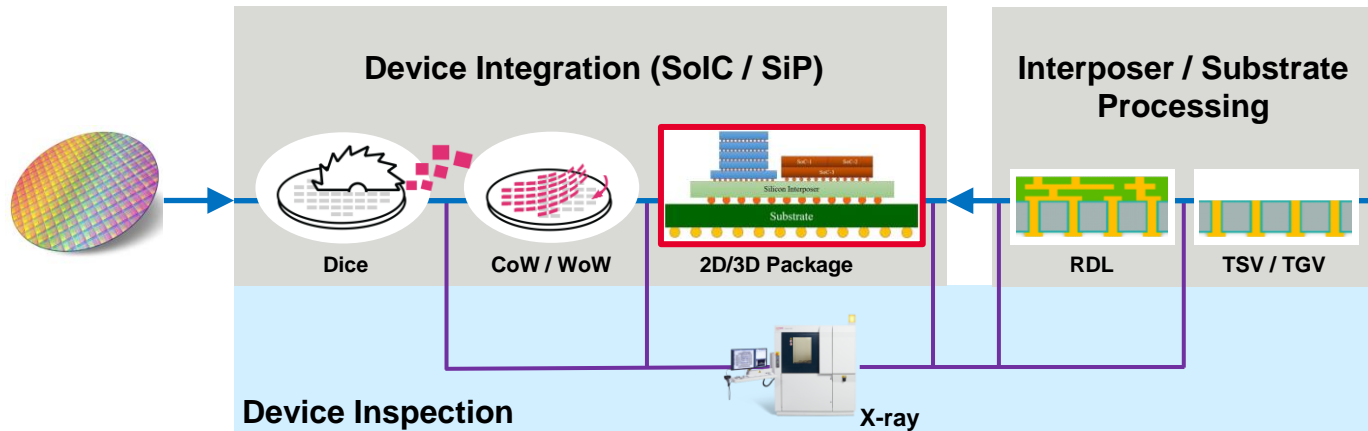 Device Integration (SoIC / SiP)
Interposer / Substrate
Processing
SoC-1
SoC-2
SoC-3
Silicon Interposer
Substrate
Dice
CoW / WoW
2D/3D Package
RDL
TSV / TGV
Device Inspection
X-ray